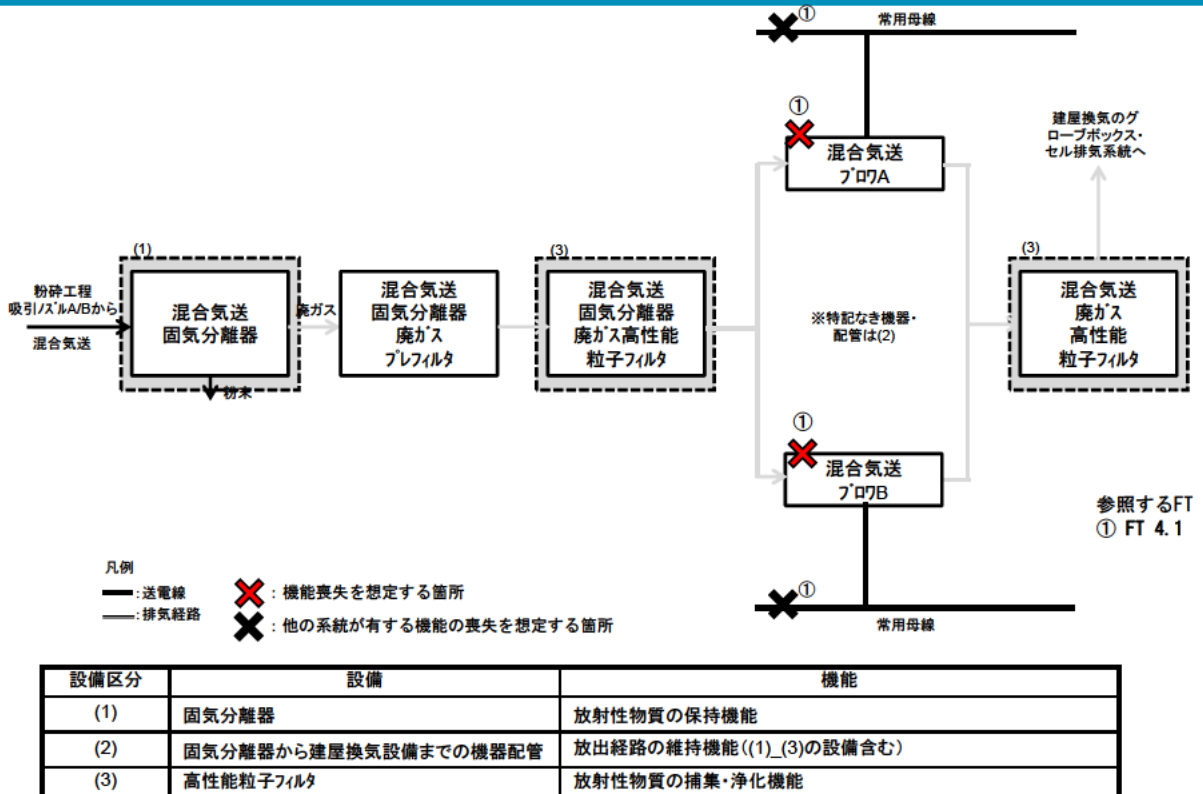 ①
常用母線
①
混合気送
ブロワA
建屋換気のグ
ローブボックス・
セル排気系統へ
(1)
粉砕工程
吸引ノズルA/Bから
混合気送
混合気送
固気分離器
粉末
廃ガス
混合気送
固気分離器
廃ガス
プレフィルタ
(3)
混合気送
固気分離器
廃ガス高性能
粒子フィルタ
※特記なき機器・
配管は(2)
(3)
混合気送
廃ガス
高性能
粒子フィルタ
①
混合気送
ブロワB
参照するFT
① FT 4.1
①
常用母線
凡例
:送電線
:排気経路
: 機能喪失を想定する箇所
: 他の系統が有する機能の喪失を想定する箇所
設備区分 設備 機能
(1) 固気分離器 放射性物質の保持機能
(2) 固気分離器から建屋換気設備までの機器配管 放出経路の維持機能((1)_(3)の設備含む)
(3) 高性能粒子フィルタ 放射性物質の捕集・浄化機能